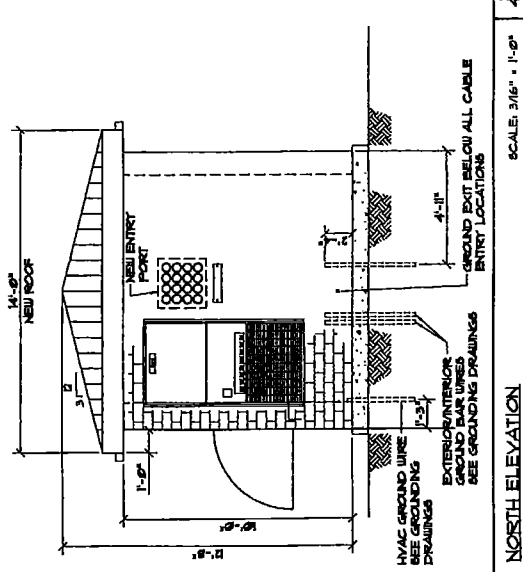 14'-0"
NEW ROOF
12
3
NEW ENTRY
PORT
1'-0"
10'-0"
4'-11"
1'-3"
HVAC GROUND WIRE
SEE GROUNDING
DRAWINGS
EXTERIOR/INTERIOR
GROUND BAR WIRES
SEE GROUNDING DRAWINGS
GROUND EXIT BELOW ALL CABLE
ENTRY LOCATIONS
NORTH ELEVATION
SCALE: 3/16" = 1'-0"